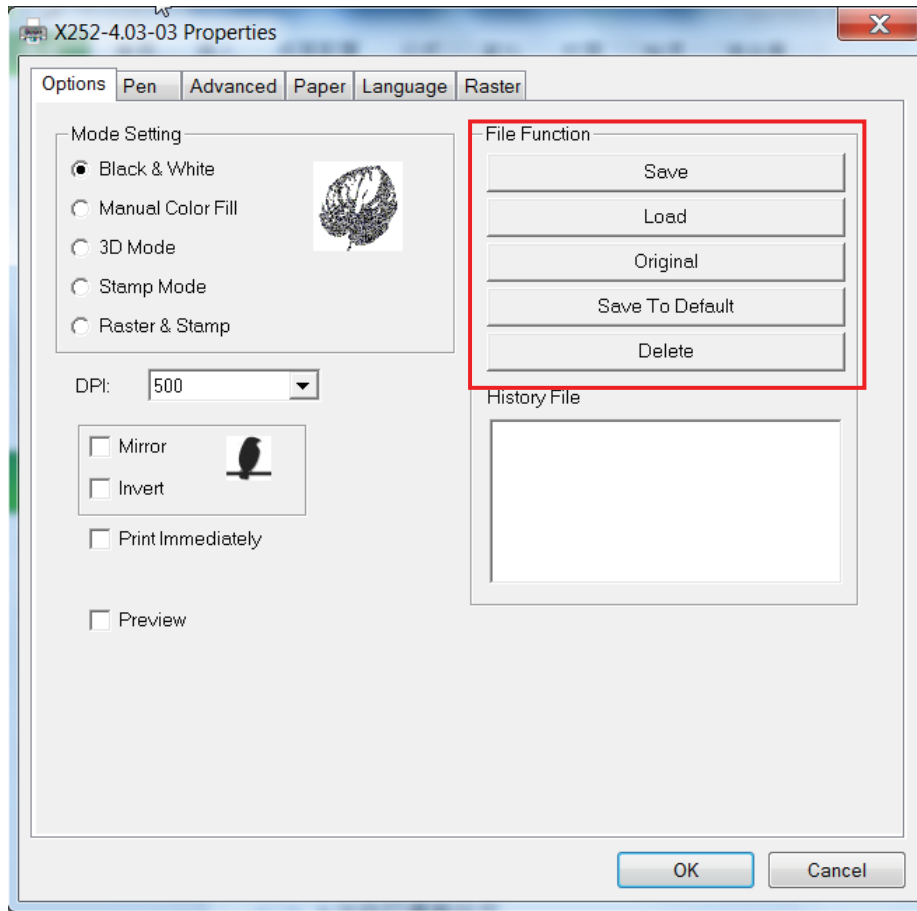 X252-4.03-03 Properties
X
Options Pen Advanced Paper Language Raster
Mode Setting
Black & White
Manual Color Fill
3D Mode
Stamp Mode
Raster & Stamp
DPI: 500
Mirror
Invert
Print Immediately
Preview
File Function
Save
Load
Original
Save To Default
Delete
History File
OK Cancel